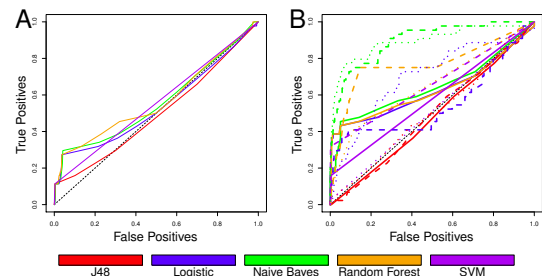 A
B
True Positives
1.0
0.8
0.6
0.4
0.2
0.0
0.0 0.2 0.4 0.6 0.8 1.0
False Positives
True Positives
1.0
0.8
0.6
0.4
0.2
0.0
0.0 0.2 0.4 0.6 0.8 1.0
False Positives
J48 Logistic Naive Bayes Random Forest SVM